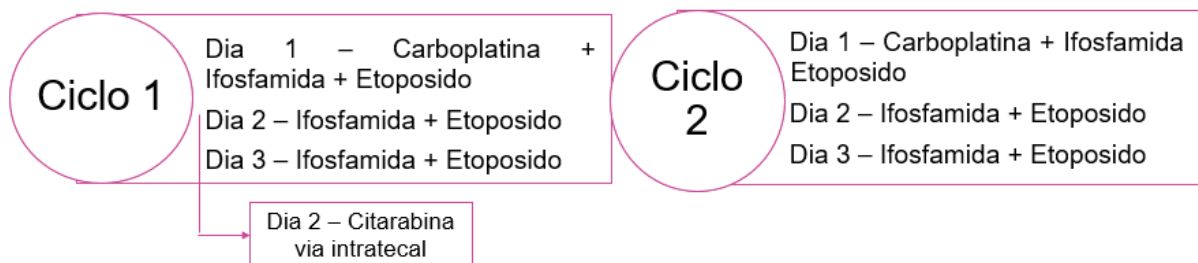 Ciclo 1
Dia 1 – Carboplatina +
Ifosfamida + Etoposido
Dia 2 – Ifosfamida + Etoposido
Dia 3 – Ifosfamida + Etoposido
Dia 2 – Citarabina
via intratecal
Ciclo
2
Dia 1 – Carboplatina + Ifosfamida
Etoposido
Dia 2 – Ifosfamida + Etoposido
Dia 3 – Ifosfamida + Etoposido